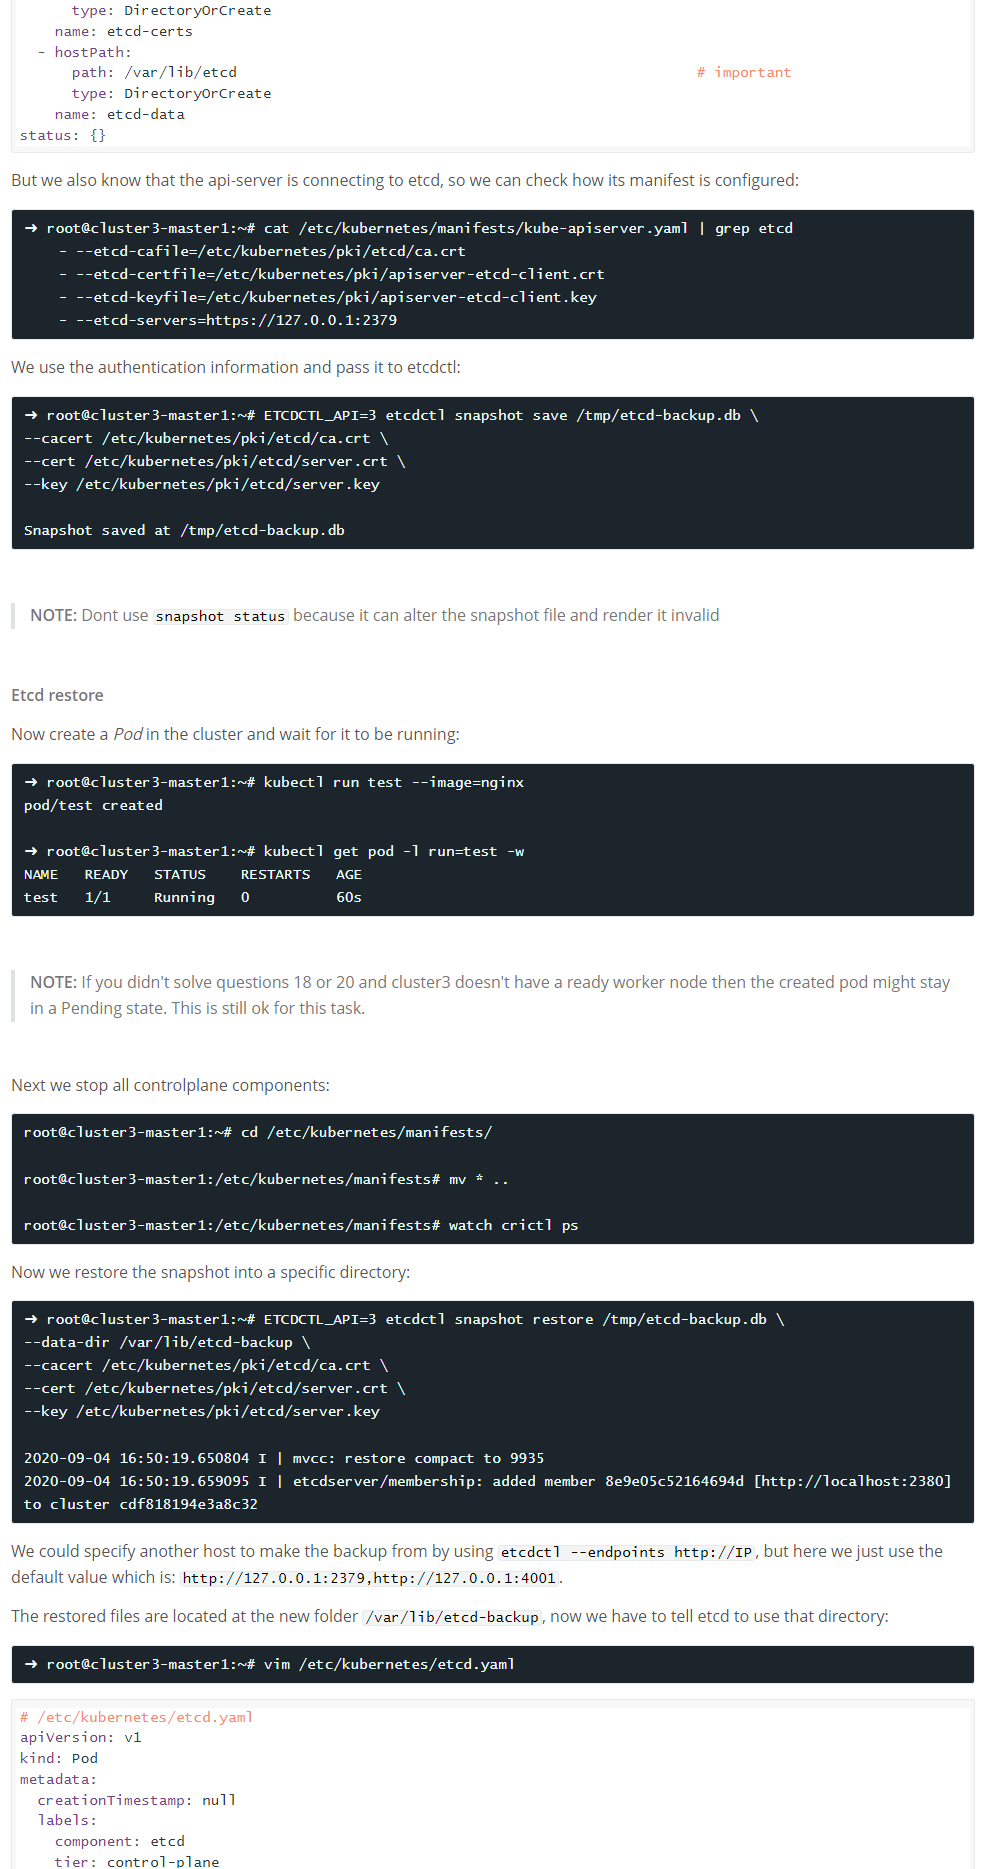 type: DirectoryOrCreate
    name: etcd-certs
  - hostPath:
      path: /var/lib/etcd                                                     # important
      type: DirectoryOrCreate
    name: etcd-data
status: {}
But we also know that the api-server is connecting to etcd, so we can check how its manifest is configured:
➜ root@cluster3-master1:~# cat /etc/kubernetes/manifests/kube-apiserver.yaml | grep etcd
    - --etcd-cafile=/etc/kubernetes/pki/etcd/ca.crt
    - --etcd-certfile=/etc/kubernetes/pki/apiserver-etcd-client.crt
    - --etcd-keyfile=/etc/kubernetes/pki/apiserver-etcd-client.key
    - --etcd-servers=https://127.0.0.1:2379
We use the authentication information and pass it to etcdctl:
➜ root@cluster3-master1:~# ETCDCTL_API=3 etcdctl snapshot save /tmp/etcd-backup.db \
--cacert /etc/kubernetes/pki/etcd/ca.crt \
--cert /etc/kubernetes/pki/etcd/server.crt \
--key /etc/kubernetes/pki/etcd/server.key
Snapshot saved at /tmp/etcd-backup.db
NOTE: Dont use snapshot status because it can alter the snapshot file and render it invalid
Etcd restore
Now create a Pod in the cluster and wait for it to be running:
➜ root@cluster3-master1:~# kubectl run test --image=nginx
pod/test created
➜ root@cluster3-master1:~# kubectl get pod -l run=test -w
NAME   READY   STATUS    RESTARTS   AGE
test   1/1     Running   0          60s
NOTE: If you didn't solve questions 18 or 20 and cluster3 doesn't have a ready worker node then the created pod might stay
in a Pending state. This is still ok for this task.
Next we stop all controlplane components:
root@cluster3-master1:~# cd /etc/kubernetes/manifests/
root@cluster3-master1:/etc/kubernetes/manifests# mv * ..
root@cluster3-master1:/etc/kubernetes/manifests# watch crictl ps
Now we restore the snapshot into a specific directory:
➜ root@cluster3-master1:~# ETCDCTL_API=3 etcdctl snapshot restore /tmp/etcd-backup.db \
--data-dir /var/lib/etcd-backup \
--cacert /etc/kubernetes/pki/etcd/ca.crt \
--cert /etc/kubernetes/pki/etcd/server.crt \
--key /etc/kubernetes/pki/etcd/server.key
2020-09-04 16:50:19.650804 I | mvcc: restore compact to 9935
2020-09-04 16:50:19.659095 I | etcdserver/membership: added member 8e9e05c52164694d [http://localhost:2380]
to cluster cdf818194e3a8c32
We could specify another host to make the backup from by using etcdctl --endpoints http://IP, but here we just use the
default value which is: http://127.0.0.1:2379,http://127.0.0.1:4001.
The restored files are located at the new folder /var/lib/etcd-backup, now we have to tell etcd to use that directory:
➜ root@cluster3-master1:~# vim /etc/kubernetes/etcd.yaml
# /etc/kubernetes/etcd.yaml
apiVersion: v1
kind: Pod
metadata:
  creationTimestamp: null
  labels:
    component: etcd
    tier: control-plane